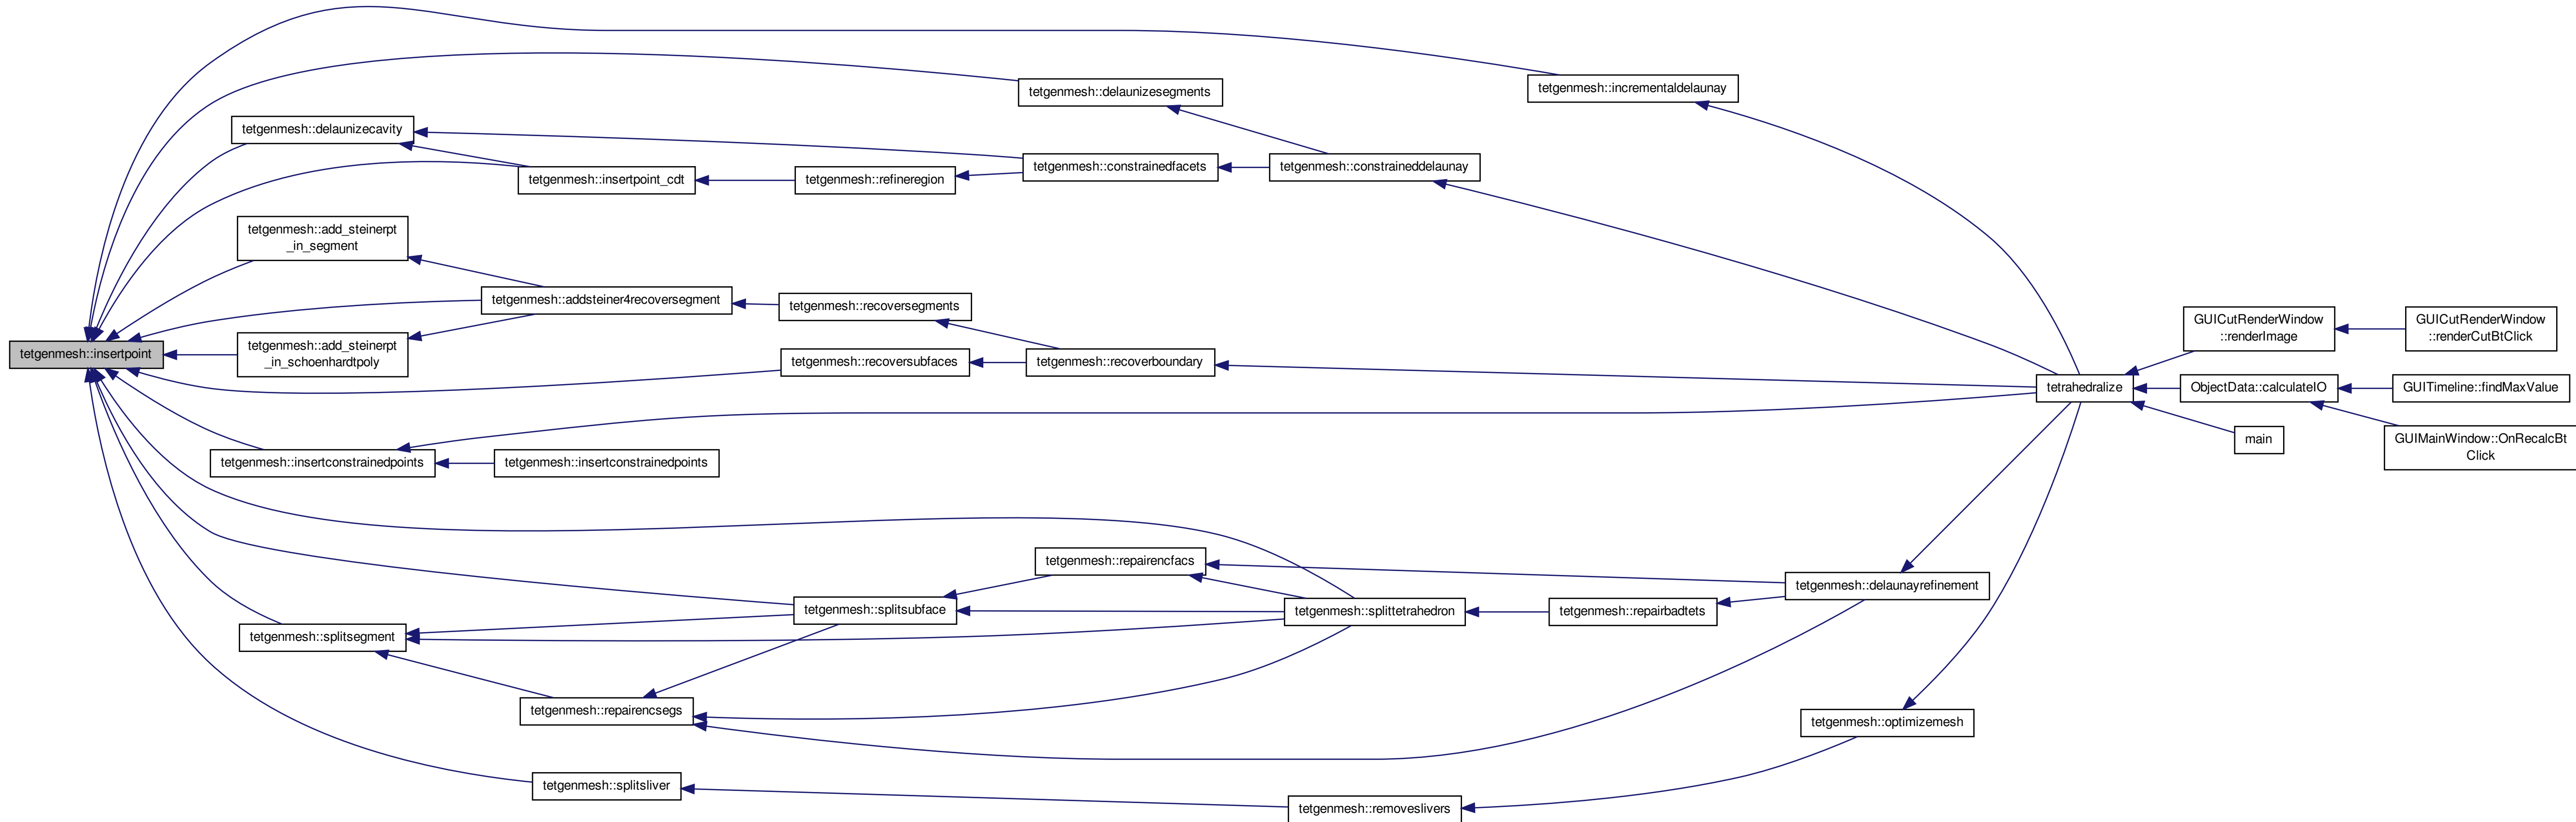 tetgenmesh::insertpoint
tetgenmesh::delaunizecavity
tetgenmesh::add_steinerpt
_in_segment
tetgenmesh::add_steinerpt
_in_schoenhardtpoly
tetgenmesh::insertconstrainedpoints
tetgenmesh::splitsegment
tetgenmesh::insertpoint_cdt
tetgenmesh::addsteiner4recoversegment
tetgenmesh::insertconstrainedpoints
tetgenmesh::repairencsegs
tetgenmesh::splitsliver
tetgenmesh::refineregion
tetgenmesh::recoversegments
tetgenmesh::recoversubfaces
tetgenmesh::splitsubface
tetgenmesh::delaunizesegments
tetgenmesh::constrainedfacets
tetgenmesh::recoverboundary
tetgenmesh::repairencfacs
tetgenmesh::constraineddelaunay
tetgenmesh::splittetrahedron
tetgenmesh::removeslivers
tetgenmesh::incrementaldelaunay
tetgenmesh::repairbadtets
tetgenmesh::delaunayrefinement
tetgenmesh::optimizemesh
tetrahedralize
GUICutRenderWindow
::renderImage
ObjectData::calculateIO
main
GUICutRenderWindow
::renderCutBtClick
GUITimeline::findMaxValue
GUIMainWindow::OnRecalcBt
Click